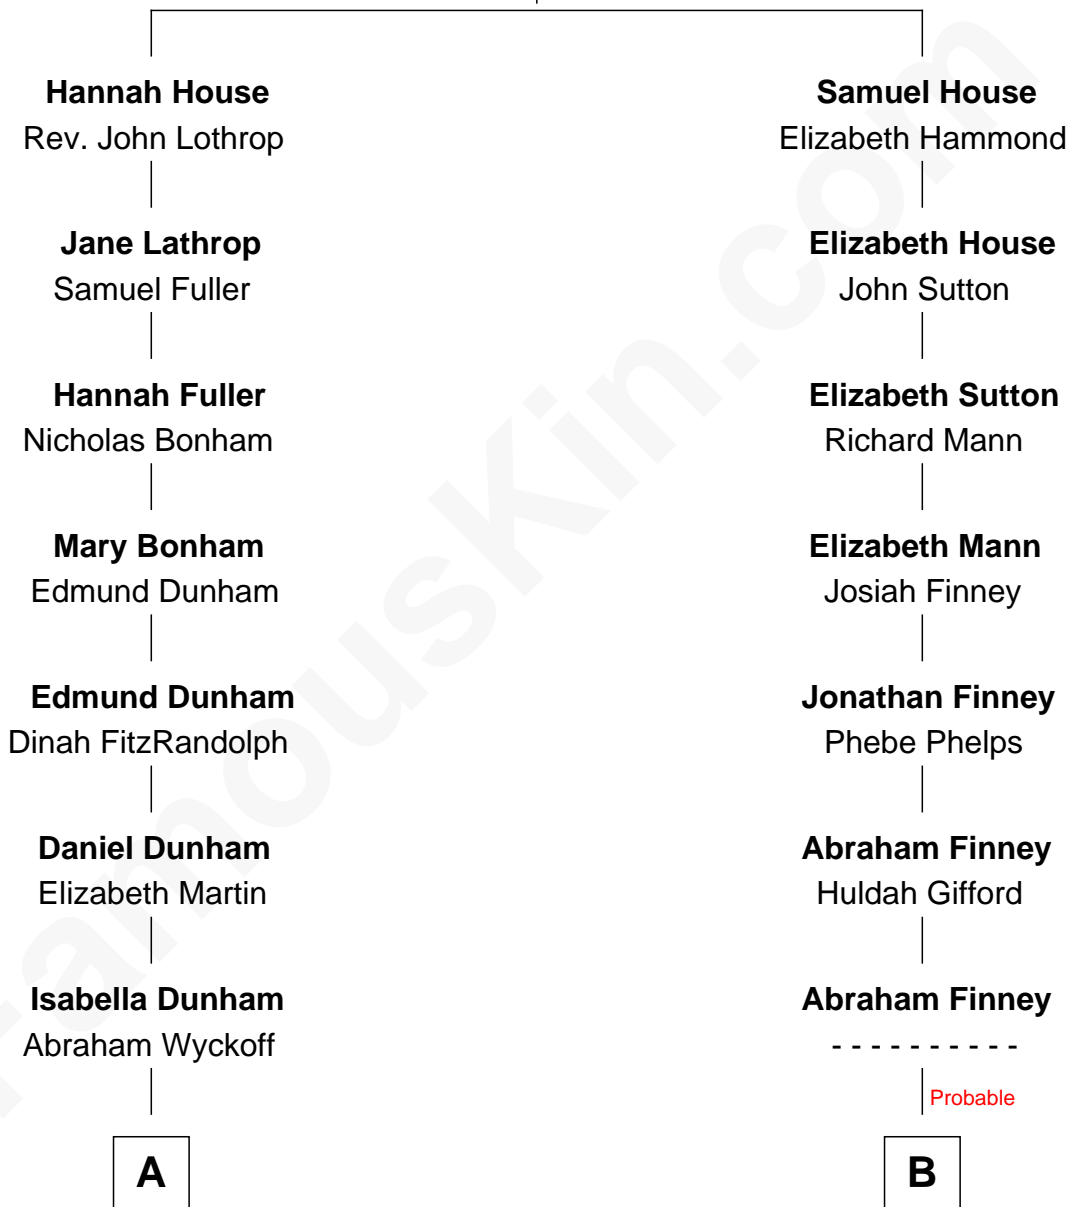 Hannah House
Rev. John Lothrop
Jane Lathrop
Samuel Fuller
Hannah Fuller
Nicholas Bonham
Mary Bonham
Edmund Dunham
Edmund Dunham
Dinah FitzRandolph
Daniel Dunham
Elizabeth Martin
Isabella Dunham
Abraham Wyckoff
A
Samuel House
Elizabeth Hammond
Elizabeth House
John Sutton
Elizabeth Sutton
Richard Mann
Elizabeth Mann
Josiah Finney
Jonathan Finney
Phebe Phelps
Abraham Finney
Huldah Gifford
Abraham Finney
- - - - - - - - - -
Probable
B
FamousKin.com